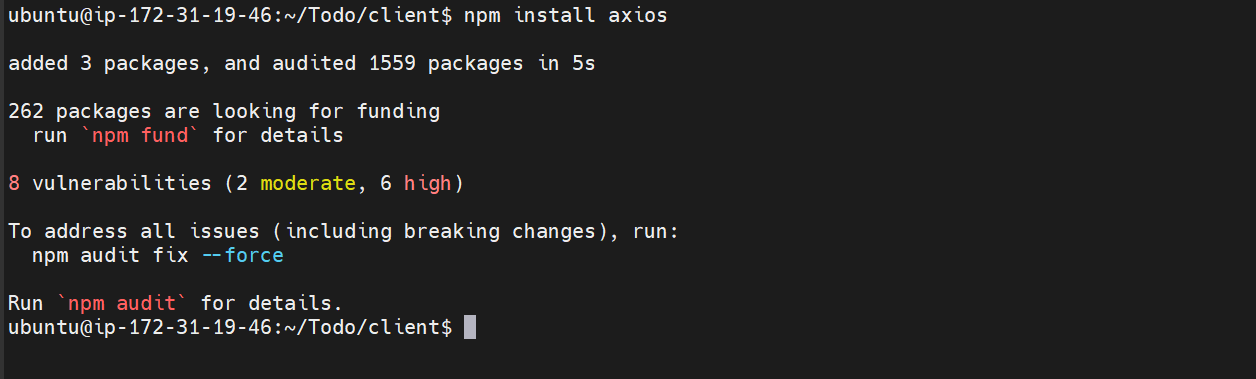 ubuntu@ip-172-31-19-46:~/Todo/client$ npm install axios
added 3 packages, and audited 1559 packages in 5s
262 packages are looking for funding
  run `npm fund` for details
8 vulnerabilities (2 moderate, 6 high)
To address all issues (including breaking changes), run:
  npm audit fix --force
Run `npm audit` for details.
ubuntu@ip-172-31-19-46:~/Todo/client$